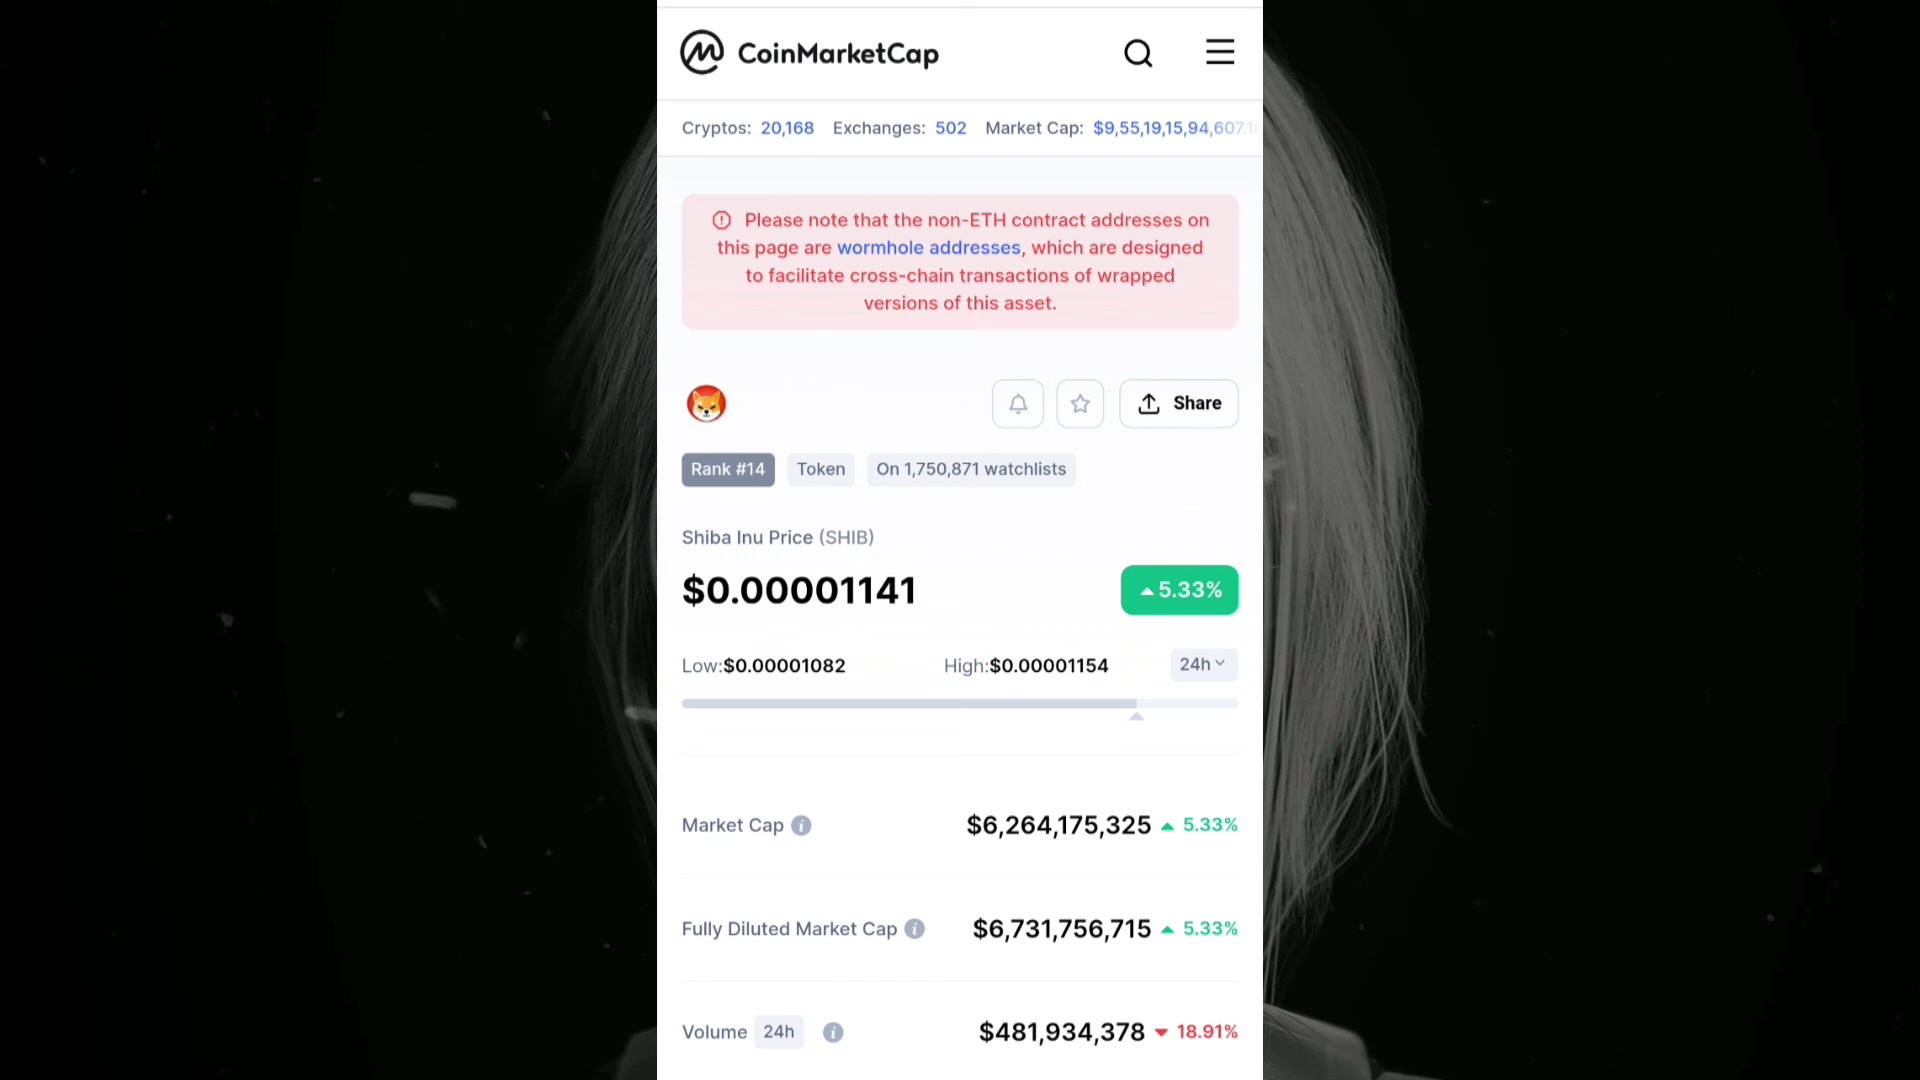 CoinMarketCap
Cryptos: 20,168 Exchanges: 502 Market Cap: $9,55,19,15,94,607.1
Please note that the non-ETH contract addresses on
this page are wormhole addresses, which are designed
to facilitate cross-chain transactions of wrapped
versions of this asset.
Share
Rank #14 Token On 1,750,871 watchlists
Shiba Inu Price (SHIB)
$0.00001141 5.33%
Low:$0.00001082 High:$0.00001154 24h
Market Cap $6,264,175,325 5.33%
Fully Diluted Market Cap $6,731,756,715 5.33%
Volume 24h $481,934,378 18.91%